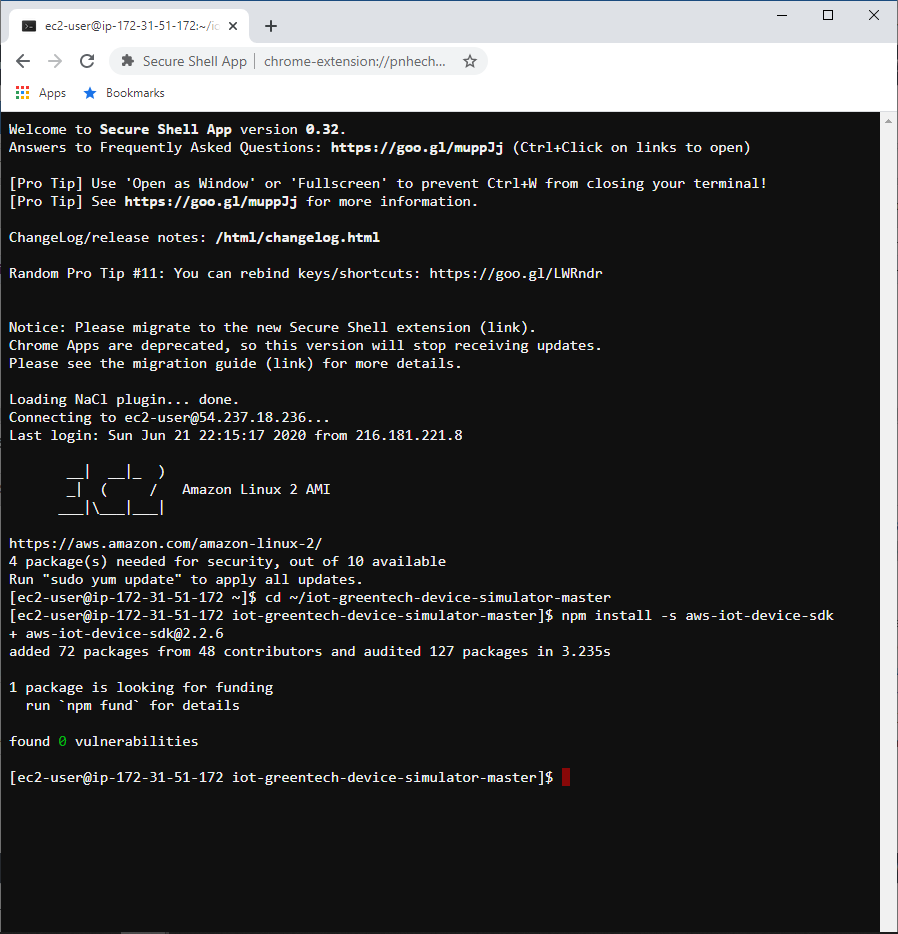 ec2-user@ip-172-31-51-172:~/io
Secure Shell App | chrome-extension://pnhech...
Apps Bookmarks
Welcome to Secure Shell App version 0.32.
Answers to Frequently Asked Questions: https://goo.gl/muppJj (Ctrl+Click on links to open)
[Pro Tip] Use 'Open as Window' or 'Fullscreen' to prevent Ctrl+W from closing your terminal!
[Pro Tip] See https://goo.gl/muppJj for more information.
ChangeLog/release notes: /html/changelog.html
Random Pro Tip #11: You can rebind keys/shortcuts: https://goo.gl/LWRndr
Notice: Please migrate to the new Secure Shell extension (link).
Chrome Apps are deprecated, so this version will stop receiving updates.
Please see the migration guide (link) for more details.
Loading NaCl plugin... done.
Connecting to ec2-user@54.237.18.236...
Last login: Sun Jun 21 22:15:17 2020 from 216.181.221.8
       __|  __|_  )
       _|  (     /   Amazon Linux 2 AMI
      ___|\___|___|
https://aws.amazon.com/amazon-linux-2/
4 package(s) needed for security, out of 10 available
Run "sudo yum update" to apply all updates.
[ec2-user@ip-172-31-51-172 ~]$ cd ~/iot-greentech-device-simulator-master
[ec2-user@ip-172-31-51-172 iot-greentech-device-simulator-master]$ npm install -s aws-iot-device-sdk
+ aws-iot-device-sdk@2.2.6
added 72 packages from 48 contributors and audited 127 packages in 3.235s
1 package is looking for funding
  run `npm fund` for details
found 0 vulnerabilities
[ec2-user@ip-172-31-51-172 iot-greentech-device-simulator-master]$